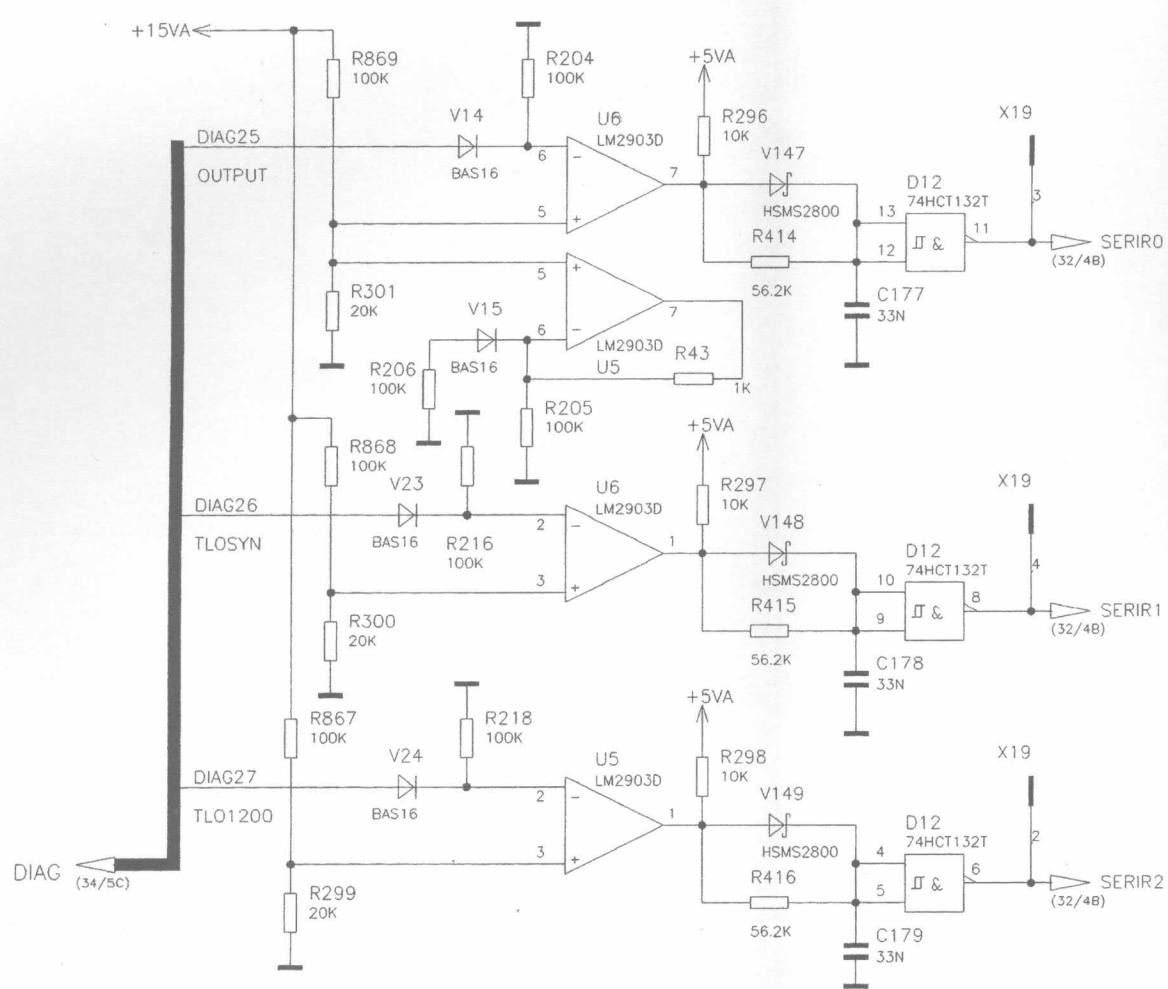 +15VA
R869
100K
R204
100K
+5VA
V14
U6
LM2903D
R296
10K
X19
DIAG25
OUTPUT
BAS16
6
−
5
+
7
V147
HSMS2800
R414
56.2K
D12
74HCT132T
13
12
&
11
3
SERIR0
(32/4B)
C177
33N
R301
20K
5
+
6
−
7
V15
BAS16
LM2903D
U5
R43
1K
R206
100K
R205
100K
+5VA
R868
100K
V23
U6
LM2903D
R297
10K
X19
DIAG26
TLOSYN
BAS16
R216
100K
2
−
3
+
1
V148
HSMS2800
R415
56.2K
D12
74HCT132T
10
9
&
8
4
SERIR1
(32/4B)
C178
33N
R300
20K
+5VA
R867
100K
R218
100K
V24
U5
LM2903D
R298
10K
X19
DIAG27
TLO1200
BAS16
2
−
3
+
1
V149
HSMS2800
R416
56.2K
D12
74HCT132T
4
5
&
6
2
SERIR2
(32/4B)
C179
33N
DIAG
(34/5C)
R299
20K